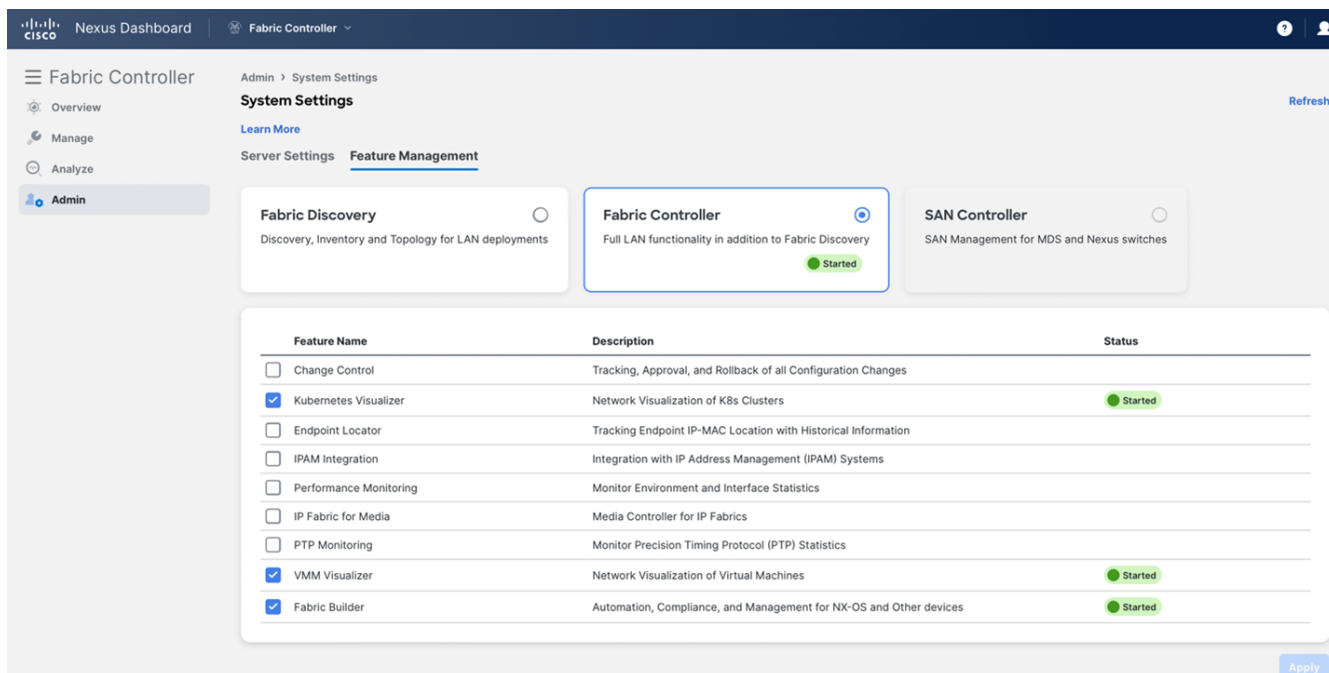 CISCO Nexus Dashboard Fabric Controller ?
Fabric Controller
Overview
Manage
Analyze
Admin
Admin > System Settings
System Settings
Refresh
Learn More
Server Settings Feature Management
Fabric Discovery
Discovery, Inventory and Topology for LAN deployments
Fabric Controller
Full LAN functionality in addition to Fabric Discovery
Started
SAN Controller
SAN Management for MDS and Nexus switches
Feature Name Description Status
Change Control Tracking, Approval, and Rollback of all Configuration Changes
Kubernetes Visualizer Network Visualization of K8s Clusters Started
Endpoint Locator Tracking Endpoint IP-MAC Location with Historical Information
IPAM Integration Integration with IP Address Management (IPAM) Systems
Performance Monitoring Monitor Environment and Interface Statistics
IP Fabric for Media Media Controller for IP Fabrics
PTP Monitoring Monitor Precision Timing Protocol (PTP) Statistics
VMM Visualizer Network Visualization of Virtual Machines Started
Fabric Builder Automation, Compliance, and Management for NX-OS and Other devices Started
Apply